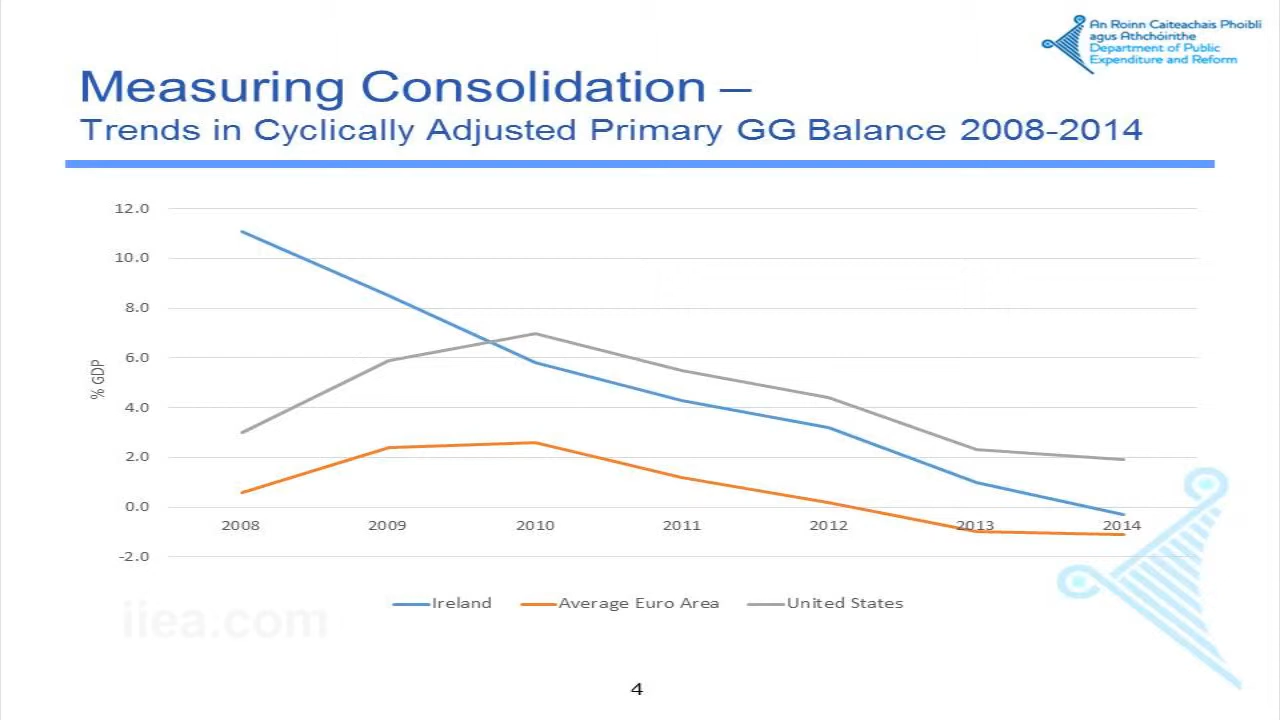 An Roinn Caiteachais Phoiblí
agus Athchóirithe
Department of Public
Expenditure and Reform
Measuring Consolidation –
Trends in Cyclically Adjusted Primary GG Balance 2008-2014
12.0
10.0
8.0
6.0
4.0
2.0
0.0
-2.0
% GDP
2008 2009 2010 2011 2012 2013 2014
Ireland Average Euro Area United States
iiea.com
4